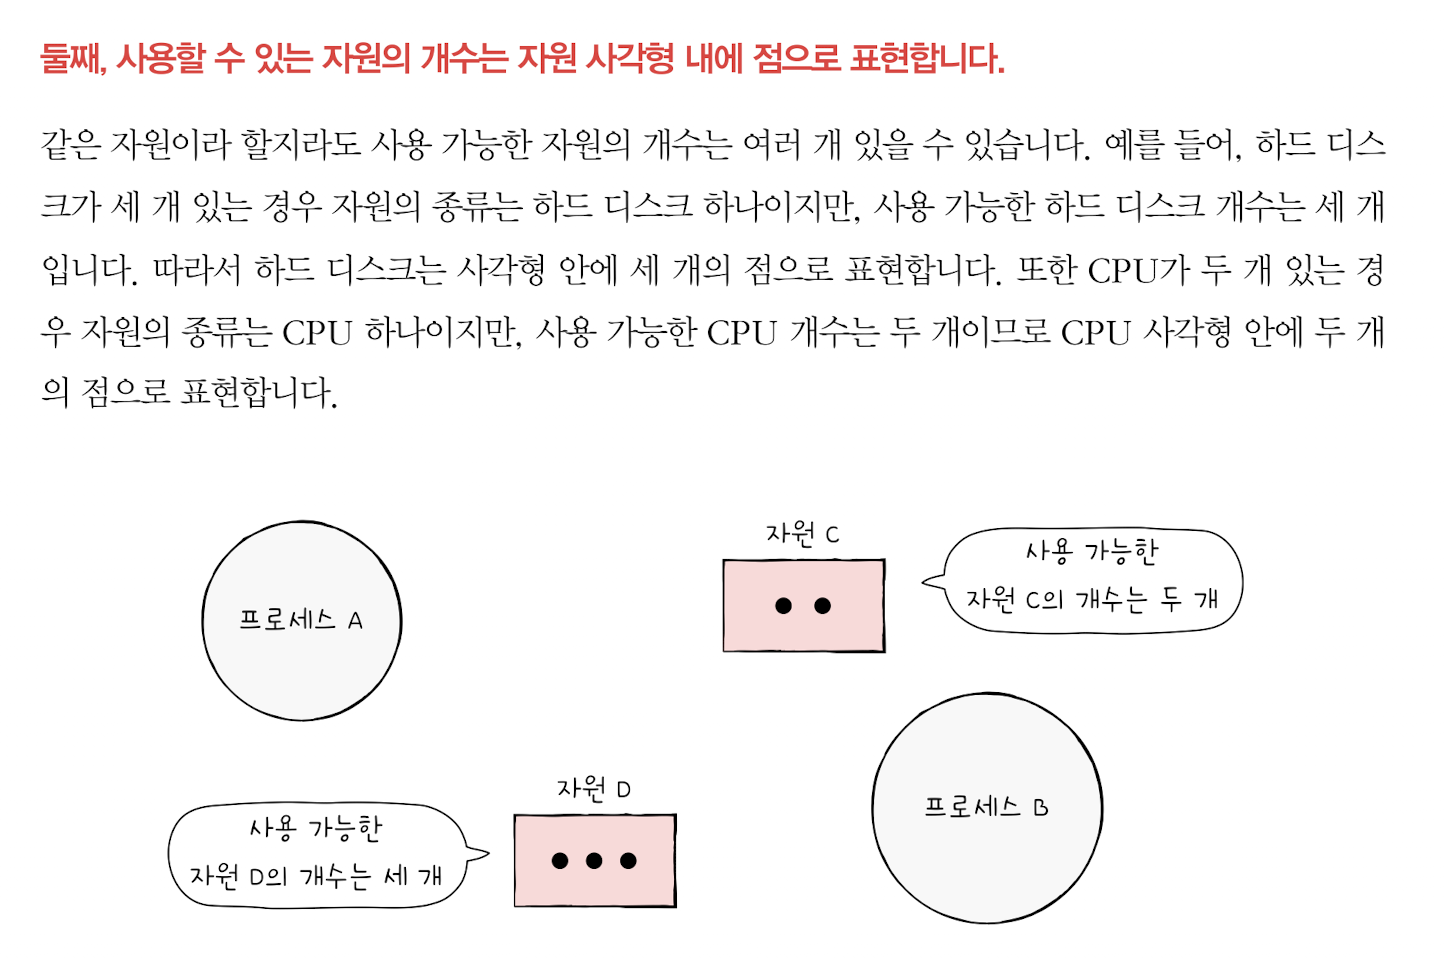 둘째, 사용할 수 있는 자원의 개수는 자원 사각형 내에 점으로 표현합니다.
같은 자원이라 할지라도 사용 가능한 자원의 개수는 여러 개 있을 수 있습니다. 예를 들어, 하드 디스
크가 세 개 있는 경우 자원의 종류는 하드 디스크 하나이지만, 사용 가능한 하드 디스크 개수는 세 개
입니다. 따라서 하드 디스크는 사각형 안에 세 개의 점으로 표현합니다. 또한 CPU가 두 개 있는 경
우 자원의 종류는 CPU 하나이지만, 사용 가능한 CPU 개수는 두 개이므로 CPU 사각형 안에 두 개
의 점으로 표현합니다.
프로세스 A
자원 C
사용 가능한
자원 C의 개수는 두 개
사용 가능한
자원 D의 개수는 세 개
자원 D
프로세스 B